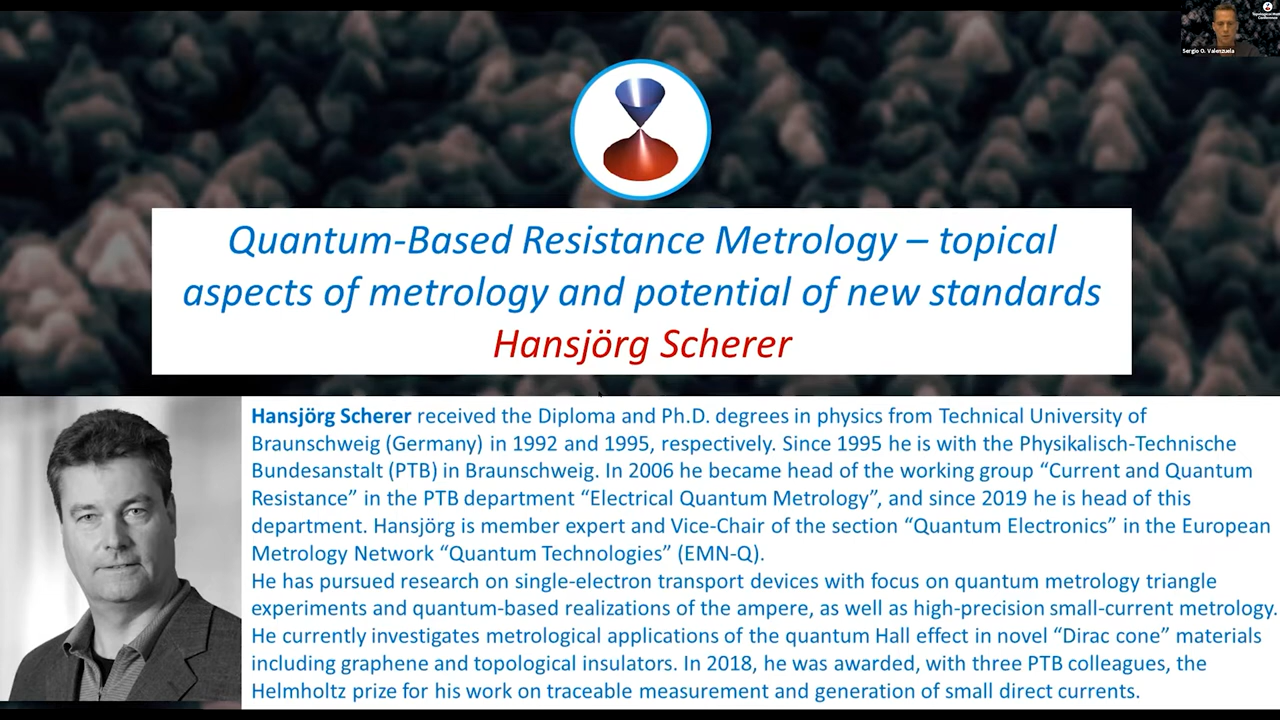 Sergio O. Valenzuela
Quantum-Based Resistance Metrology – topical
aspects of metrology and potential of new standards
Hansjörg Scherer
Hansjörg Scherer received the Diploma and Ph.D. degrees in physics from Technical University of
Braunschweig (Germany) in 1992 and 1995, respectively. Since 1995 he is with the Physikalisch-Technische
Bundesanstalt (PTB) in Braunschweig. In 2006 he became head of the working group “Current and Quantum
Resistance” in the PTB department “Electrical Quantum Metrology”, and since 2019 he is head of this
department. Hansjörg is member expert and Vice-Chair of the section “Quantum Electronics” in the European
Metrology Network “Quantum Technologies” (EMN-Q).
He has pursued research on single-electron transport devices with focus on quantum metrology triangle
experiments and quantum-based realizations of the ampere, as well as high-precision small-current metrology.
He currently investigates metrological applications of the quantum Hall effect in novel “Dirac cone” materials
including graphene and topological insulators. In 2018, he was awarded, with three PTB colleagues, the
Helmholtz prize for his work on traceable measurement and generation of small direct currents.